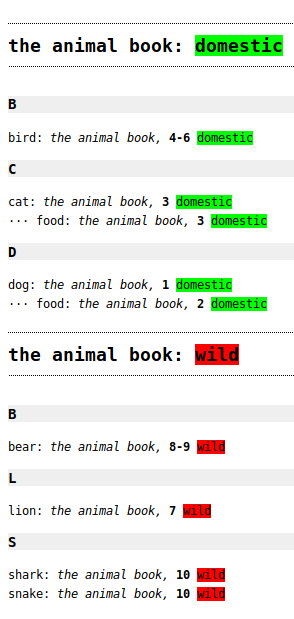 the animal book: domestic
B
bird: the animal book, 4-6 domestic
C
cat: the animal book, 3 domestic
··· food: the animal book, 3 domestic
D
dog: the animal book, 1 domestic
··· food: the animal book, 2 domestic
the animal book: wild
B
bear: the animal book, 8-9 wild
L
lion: the animal book, 7 wild
S
shark: the animal book, 10 wild
snake: the animal book, 10 wild